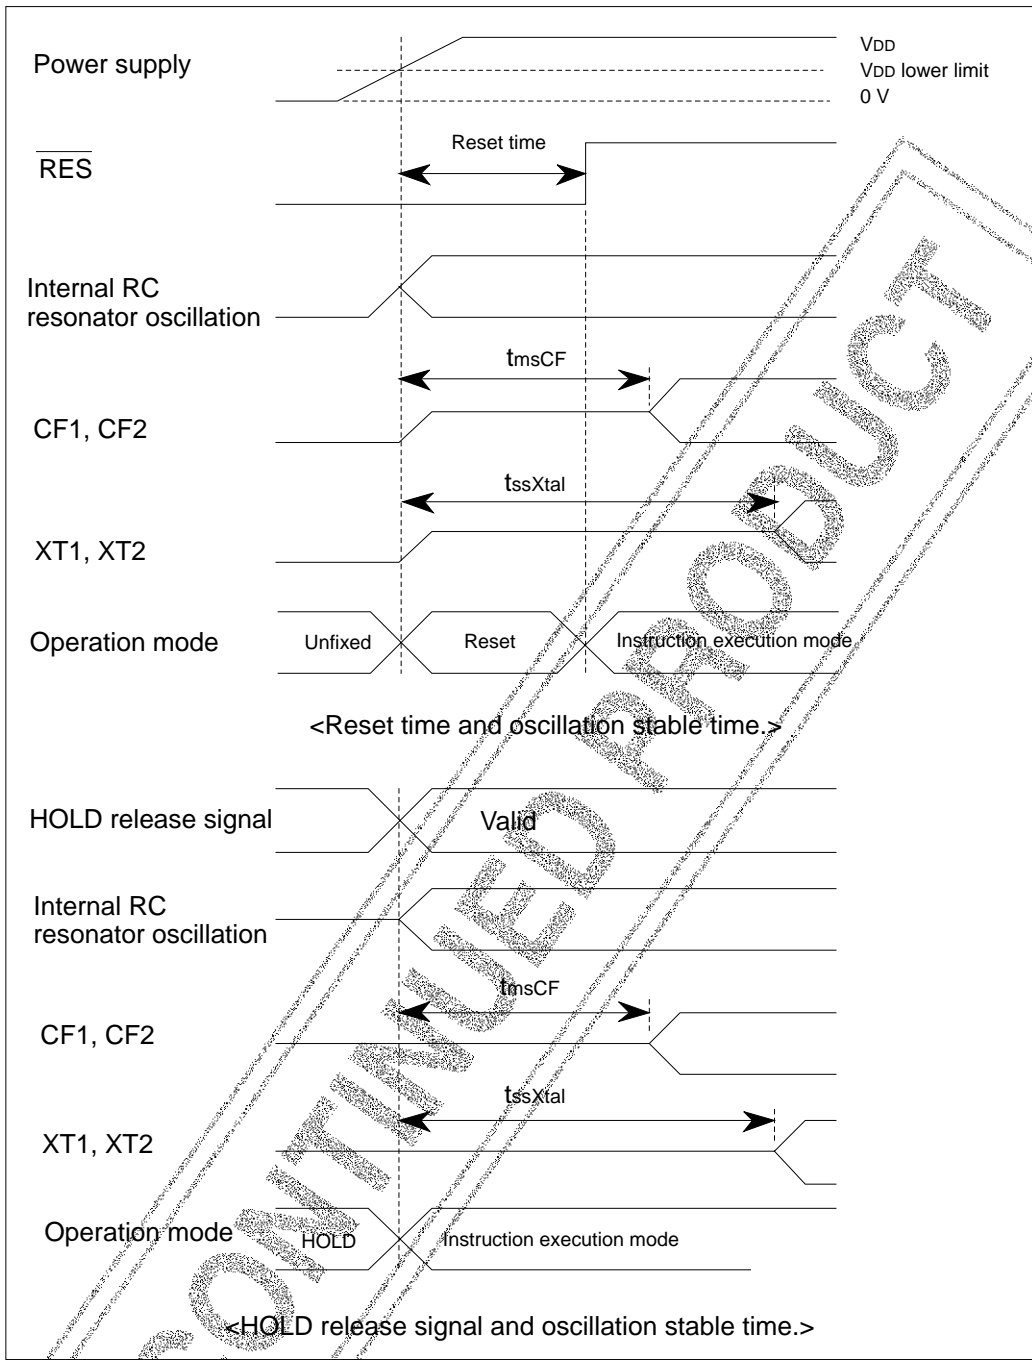 Power supply
VDD
VDD lower limit
0 V
RES
Reset time
Internal RC
resonator oscillation
tmsCF
CF1, CF2
tssXtal
XT1, XT2
Operation mode
Unfixed
Reset
Instruction execution mode
<Reset time and oscillation stable time.>
HOLD release signal
Valid
Internal RC
resonator oscillation
tmsCF
CF1, CF2
tssXtal
XT1, XT2
Operation mode
HOLD
Instruction execution mode
<HOLD release signal and oscillation stable time.>
CONTINUED PRODUCT